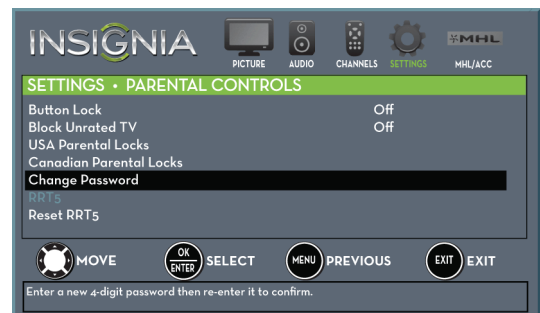 INSIGNIA
PICTURE AUDIO CHANNELS SETTINGS MHL MHL/ACC
SETTINGS • PARENTAL CONTROLS
Button Lock Off
Block Unrated TV Off
USA Parental Locks
Canadian Parental Locks
Change Password
RRT5
Reset RRT5
MOVE OK ENTER SELECT MENU PREVIOUS EXIT EXIT
Enter a new 4-digit password then re-enter it to confirm.